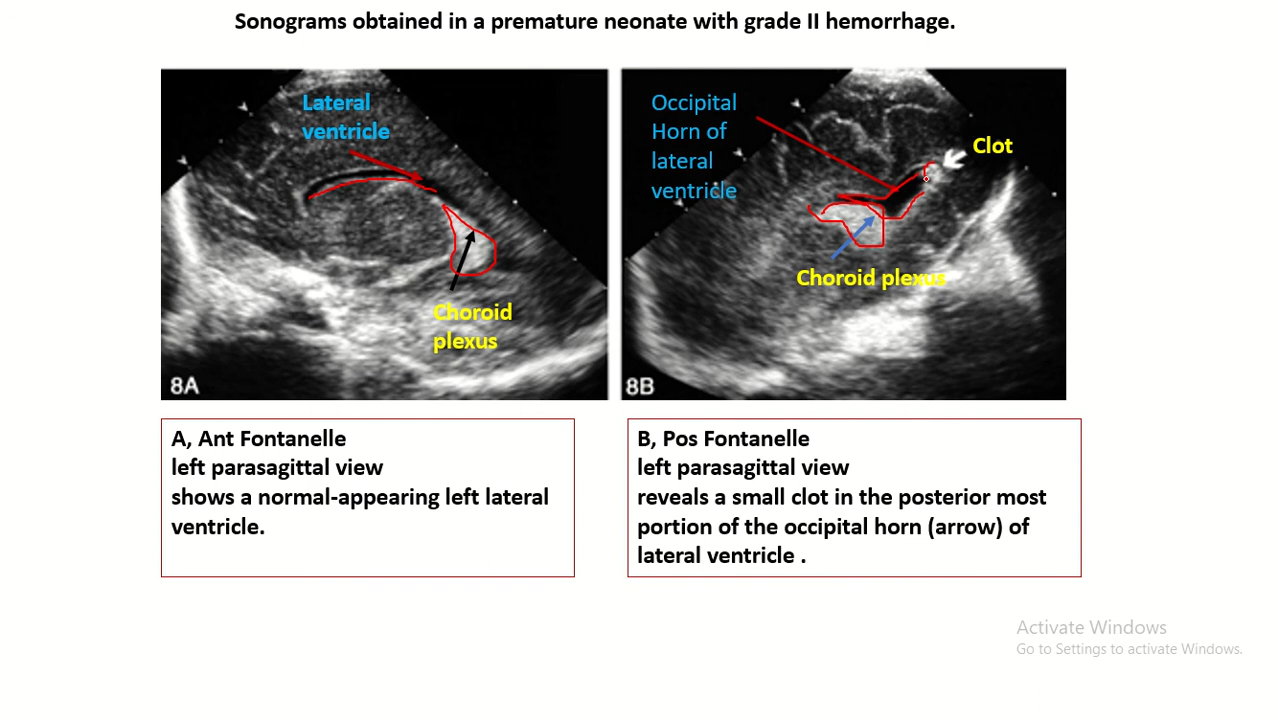 Sonograms obtained in a premature neonate with grade II hemorrhage.
Lateral
ventricle
Choroid
plexus
8A
Occipital
Horn of
lateral
ventricle
Clot
Choroid plexus
8B
A, Ant Fontanelle
left parasagittal view
shows a normal-appearing left lateral
ventricle.
B, Pos Fontanelle
left parasagittal view
reveals a small clot in the posterior most
portion of the occipital horn (arrow) of
lateral ventricle .
Activate Windows
Go to Settings to activate Windows.